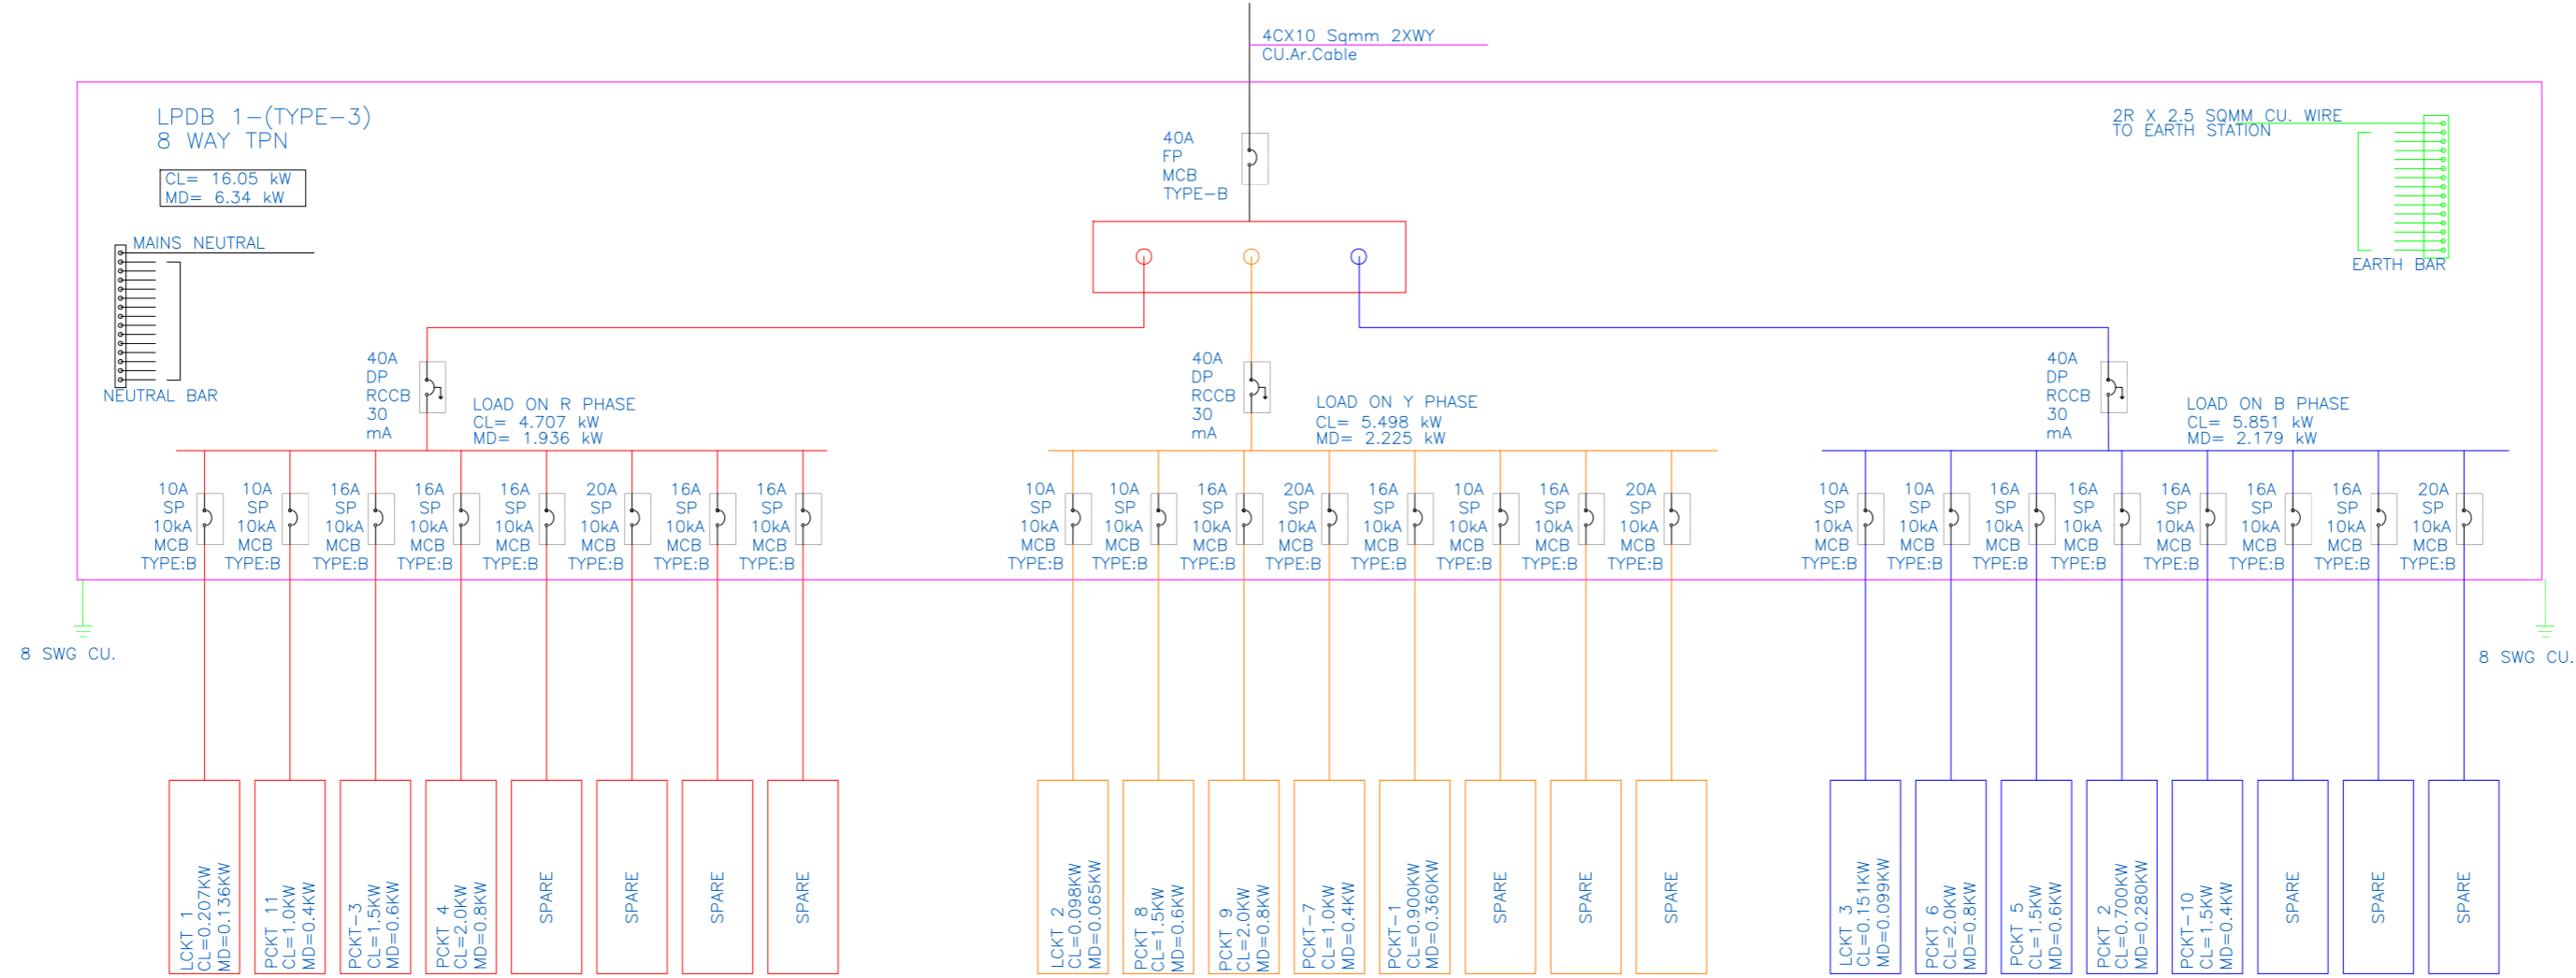 4CX10 Sqmm 2XWY
CU.Ar.Cable
LPDB 1-(TYPE-3)
8 WAY TPN
CL= 16.05 kW
MD= 6.34 kW
MAINS NEUTRAL
NEUTRAL BAR
40A
FP
MCB
TYPE-B
2R X 2.5 SQMM CU. WIRE
TO EARTH STATION
EARTH BAR
40A
DP
RCCB
30
mA
LOAD ON R PHASE
CL= 4.707 kW
MD= 1.936 kW
40A
DP
RCCB
30
mA
LOAD ON Y PHASE
CL= 5.498 kW
MD= 2.225 kW
40A
DP
RCCB
30
mA
LOAD ON B PHASE
CL= 5.851 kW
MD= 2.179 kW
10A
SP
10kA
MCB
TYPE:B
10A
SP
10kA
MCB
TYPE:B
16A
SP
10kA
MCB
TYPE:B
16A
SP
10kA
MCB
TYPE:B
16A
SP
10kA
MCB
TYPE:B
20A
SP
10kA
MCB
TYPE:B
16A
SP
10kA
MCB
TYPE:B
16A
SP
10kA
MCB
TYPE:B
10A
SP
10kA
MCB
TYPE:B
10A
SP
10kA
MCB
TYPE:B
16A
SP
10kA
MCB
TYPE:B
20A
SP
10kA
MCB
TYPE:B
16A
SP
10kA
MCB
TYPE:B
10A
SP
10kA
MCB
TYPE:B
16A
SP
10kA
MCB
TYPE:B
20A
SP
10kA
MCB
TYPE:B
10A
SP
10kA
MCB
TYPE:B
10A
SP
10kA
MCB
TYPE:B
16A
SP
10kA
MCB
TYPE:B
16A
SP
10kA
MCB
TYPE:B
16A
SP
10kA
MCB
TYPE:B
16A
SP
10kA
MCB
TYPE:B
16A
SP
10kA
MCB
TYPE:B
20A
SP
10kA
MCB
TYPE:B
8 SWG CU.
8 SWG CU.
LCKT 1
CL=0.207KW
MD=0.136KW
PCKT 11
CL=1.0KW
MD=0.4KW
PCKT-3
CL=1.5KW
MD=0.6KW
PCKT 4
CL=2.0KW
MD=0.8KW
SPARE
SPARE
SPARE
SPARE
LCKT 2
CL=0.098KW
MD=0.065KW
PCKT 8
CL=1.5KW
MD=0.6KW
PCKT 9
CL=2.0KW
MD=0.8KW
PCKT-7
CL=1.0KW
MD=0.4KW
PCKT-1
CL=0.900KW
MD=0.360KW
SPARE
SPARE
SPARE
LCKT 3
CL=0.151KW
MD=0.099KW
PCKT 6
CL=2.0KW
MD=0.8KW
PCKT 5
CL=1.5KW
MD=0.6KW
PCKT 2
CL=0.700KW
MD=0.280KW
PCKT-10
CL=1.5KW
MD=0.4KW
SPARE
SPARE
SPARE